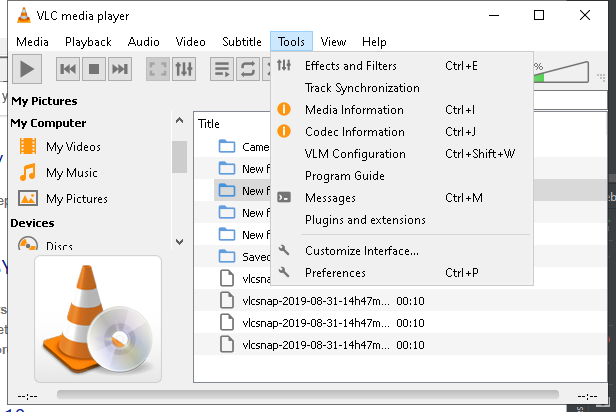 VLC media player
Media Playback Audio Video Subtitle Tools View Help
Effects and Filters Ctrl+E
Track Synchronization
Media Information Ctrl+I
Codec Information Ctrl+J
VLM Configuration Ctrl+Shift+W
Program Guide
Messages Ctrl+M
Plugins and extensions
Customize Interface...
Preferences Ctrl+P
%
My Pictures
My Computer
My Videos
My Music
My Pictures
Devices
Discs
Title
Came
New f
New f
New f
New f
Saved
vlcsnap-2019-08-31-14h47m... 00:10
vlcsnap-2019-08-31-14h47m... 00:10
vlcsnap-2019-08-31-14h47m... 00:10
--:-- --:--